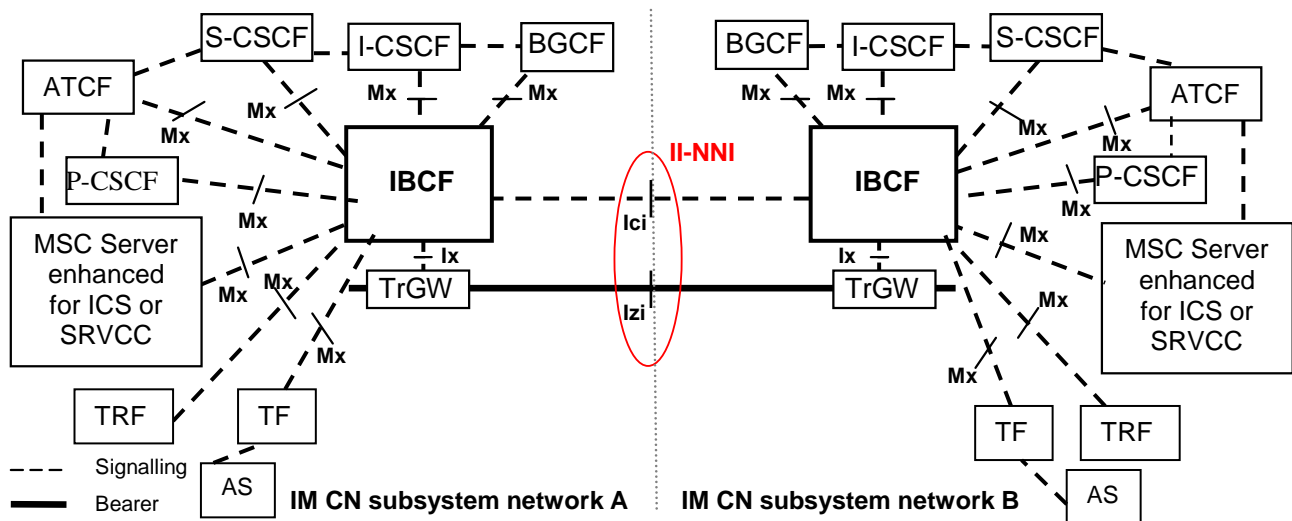 S-CSCF
I-CSCF
BGCF
BGCF
I-CSCF
S-CSCF
ATCF
ATCF
Mx
Mx
Mx
Mx
Mx
Mx
Mx
Mx
II-NNI
P-CSCF
IBCF
IBCF
P-CSCF
Mx
Ici
Mx
MSC Server
enhanced
for ICS or
SRVCC
Mx
Mx
Ix
Ix
Mx
Mx
MSC Server
enhanced
for ICS or
SRVCC
TrGW
Izi
TrGW
Mx
Mx
TRF
TF
TF
TRF
Signalling
Bearer
AS
AS
IM CN subsystem network A
IM CN subsystem network B